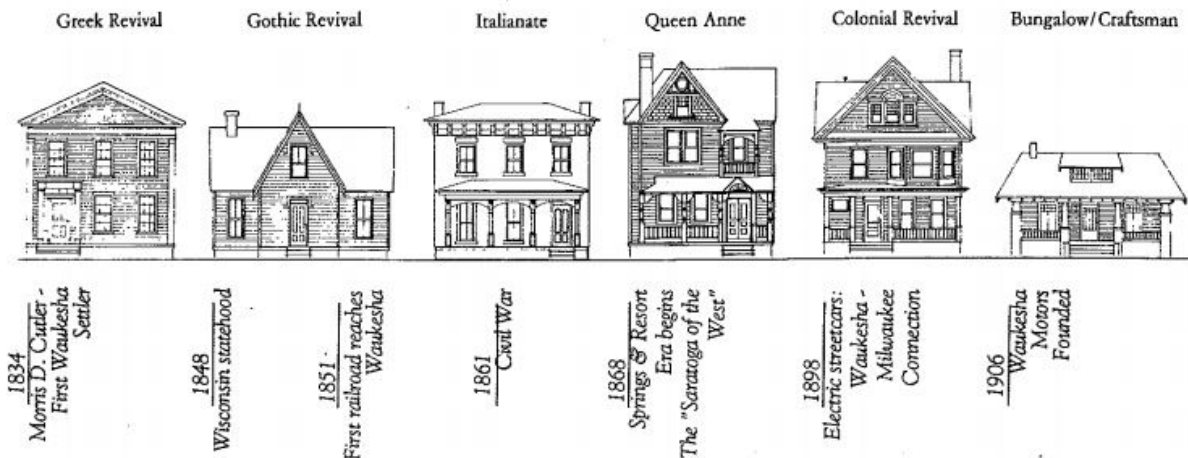 Greek Revival
Gothic Revival
Italianate
Queen Anne
Colonial Revival
Bungalow/Craftsman
1834
Morris D. Cutler -
First Waukesha
Settler
1848
Wisconsin statehood
1851
First railroad reaches
Waukesha
1861
Civil War
1868
Springs & Resort
Era begins
The "Saratoga of the
West"
1898
Electric streetcars:
Waukesha -
Milwaukee
Connection
1906
Waukesha
Motors
Founded